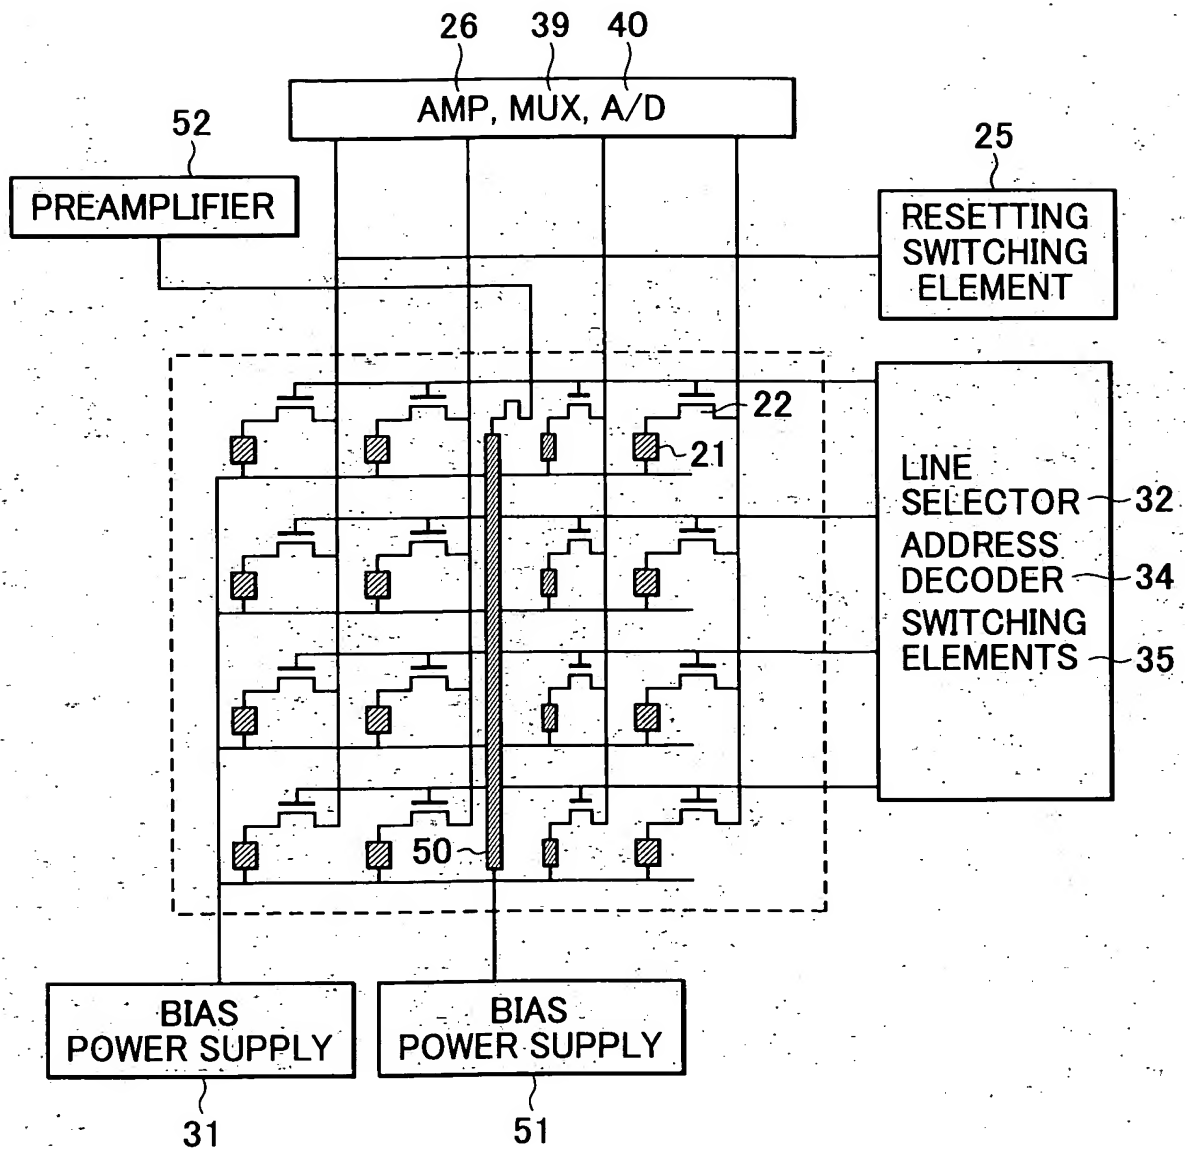 26 39 40
AMP, MUX, A/D
52
PREAMPLIFIER
25
RESETTING
SWITCHING
ELEMENT
22
21
LINE
SELECTOR 32
ADDRESS
DECODER 34
SWITCHING
ELEMENTS 35
50
BIAS
POWER SUPPLY
31
BIAS
POWER SUPPLY
51